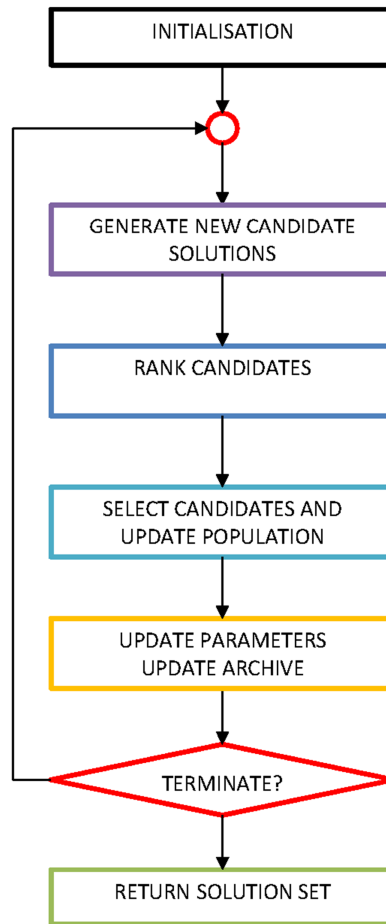 INITIALISATION
GENERATE NEW CANDIDATE
SOLUTIONS
RANK CANDIDATES
SELECT CANDIDATES AND
UPDATE POPULATION
UPDATE PARAMETERS
UPDATE ARCHIVE
TERMINATE?
RETURN SOLUTION SET